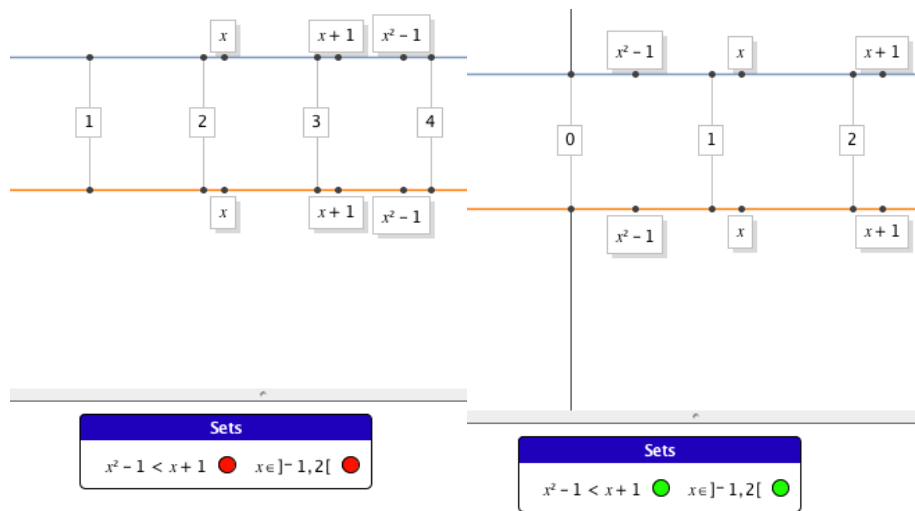 x x + 1 x² − 1
1 2 3 4
x x + 1 x² − 1
Sets
x² − 1 < x + 1 x ∈ ]− 1, 2[
x² − 1 x x + 1
0 1 2
x² − 1 x x + 1
Sets
x² − 1 < x + 1 x ∈ ]− 1, 2[